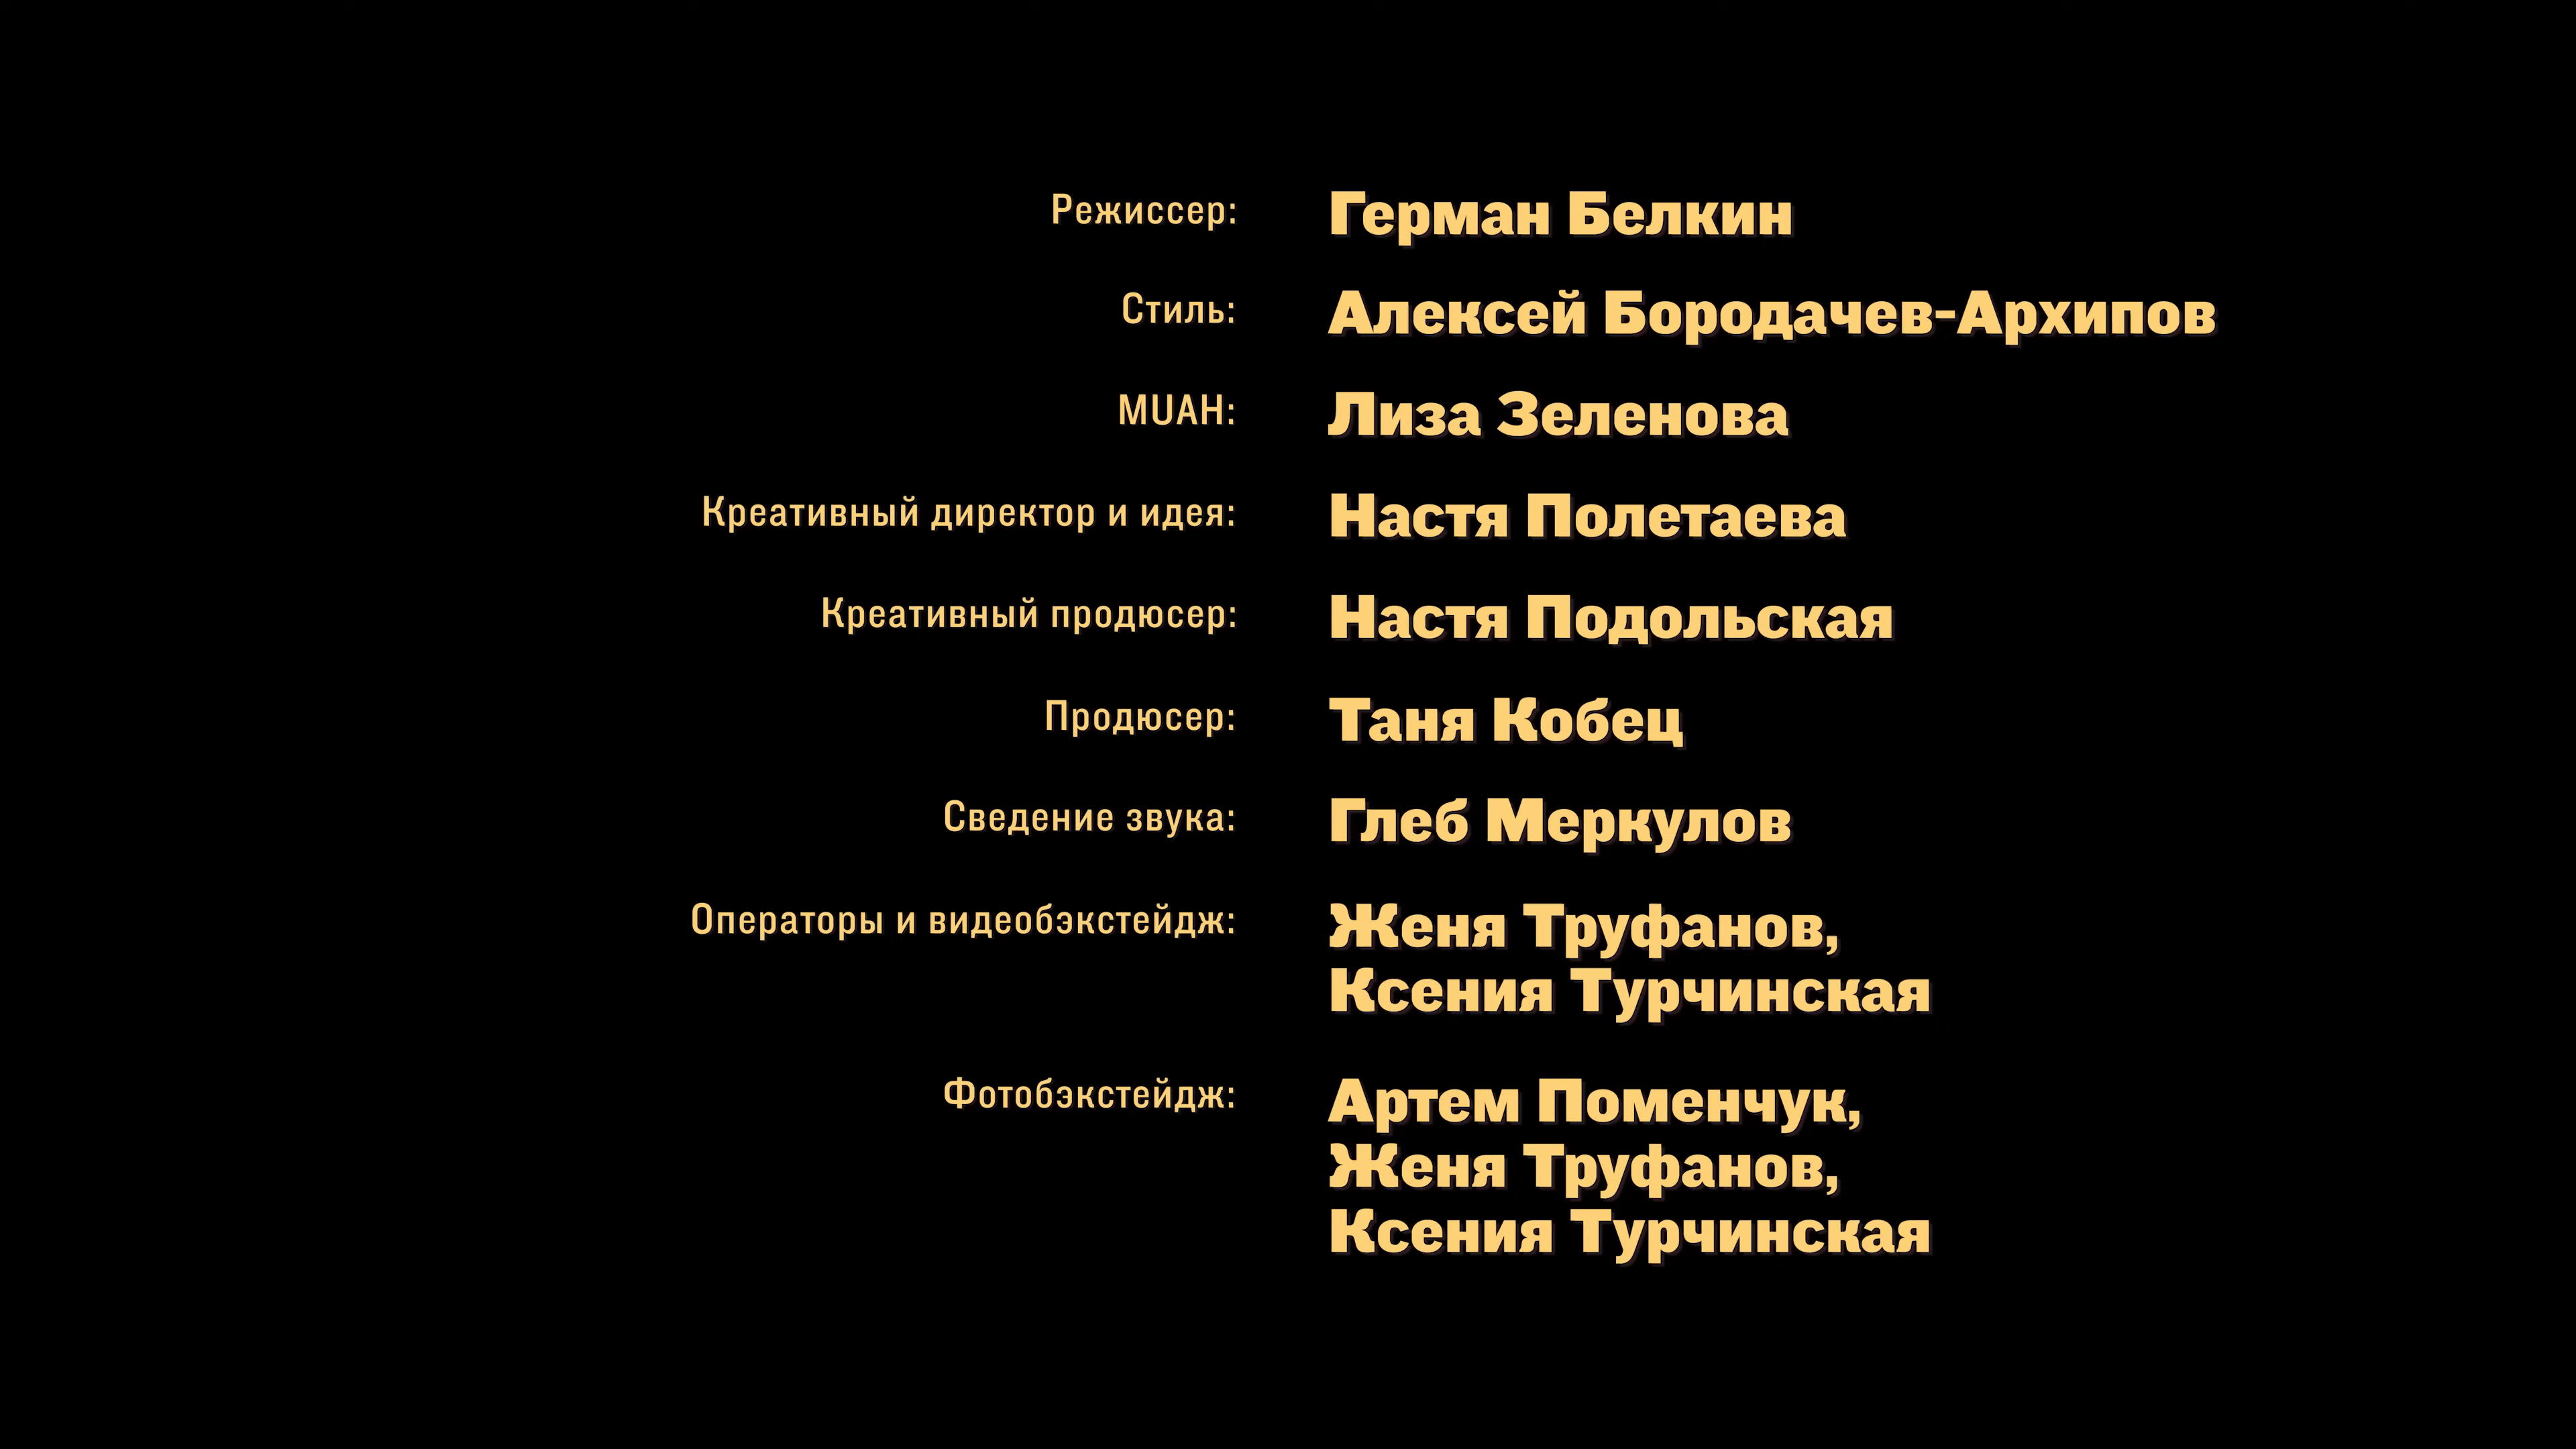 Режиссер: Герман Белкин
Стиль: Алексей Бородачев-Архипов
MUAH: Лиза Зеленова
Креативный директор и идея: Настя Полетаева
Креативный продюсер: Настя Подольская
Продюсер: Таня Кобец
Сведение звука: Глеб Меркулов
Операторы и видеобэкстейдж: Женя Труфанов,
Ксения Турчинская
Фотобэкстейдж: Артем Поменчук,
Женя Труфанов,
Ксения Турчинская